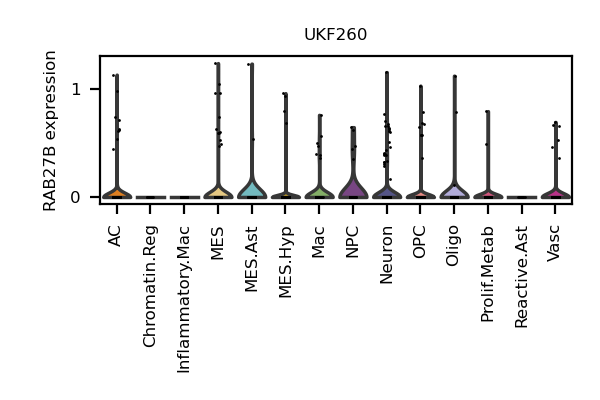 UKF260
RAB27B expression
1
0
AC
Chromatin.Reg
Inflammatory.Mac
MES
MES.Ast
MES.Hyp
Mac
NPC
Neuron
OPC
Oligo
Prolif.Metab
Reactive.Ast
Vasc